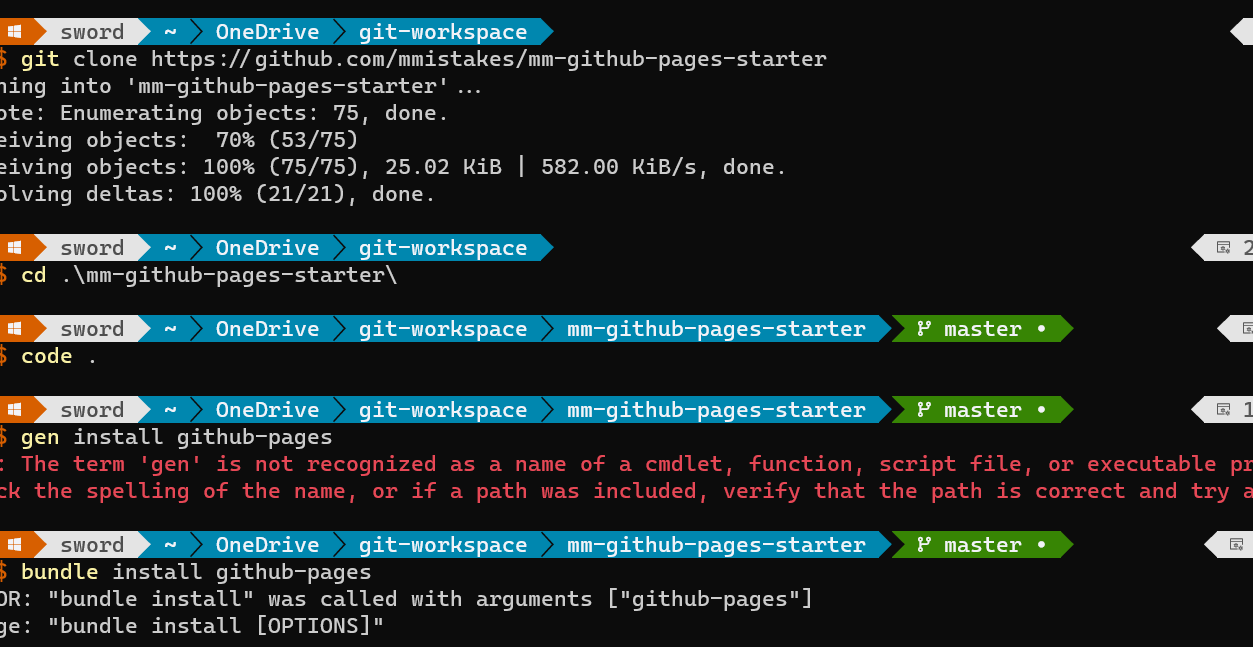 sword ~ OneDrive git-workspace
$ git clone https://github.com/mmistakes/mm-github-pages-starter
ning into 'mm-github-pages-starter'...
ote: Enumerating objects: 75, done.
eiving objects:  70% (53/75)
eiving objects: 100% (75/75), 25.02 KiB | 582.00 KiB/s, done.
olving deltas: 100% (21/21), done.
sword ~ OneDrive git-workspace 2
$ cd .\mm-github-pages-starter\
sword ~ OneDrive git-workspace mm-github-pages-starter master •
$ code .
sword ~ OneDrive git-workspace mm-github-pages-starter master • 1
$ gen install github-pages
: The term 'gen' is not recognized as a name of a cmdlet, function, script file, or executable pr
ck the spelling of the name, or if a path was included, verify that the path is correct and try a
sword ~ OneDrive git-workspace mm-github-pages-starter master •
$ bundle install github-pages
OR: "bundle install" was called with arguments ["github-pages"]
ge: "bundle install [OPTIONS]"